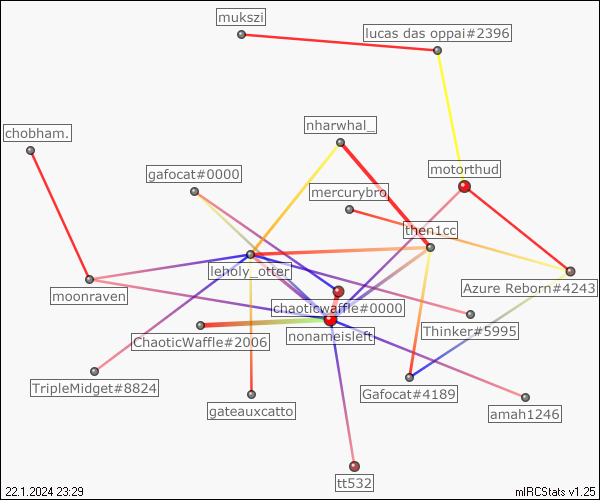 mukszi
lucas das oppai#2396
chobham.
nharwhal_
gafocat#0000
motorthud
mercurybro
then1cc
leholy_otter
moonraven
Azure Reborn#4243
chaoticwaffle#0000
Thinker#5995
nonameisleft
ChaoticWaffle#2006
TripleMidget#8824
Gafocat#4189
gateauxcatto
amah1246
tt532
22.1.2024 23:29
mIRCStats v1.25